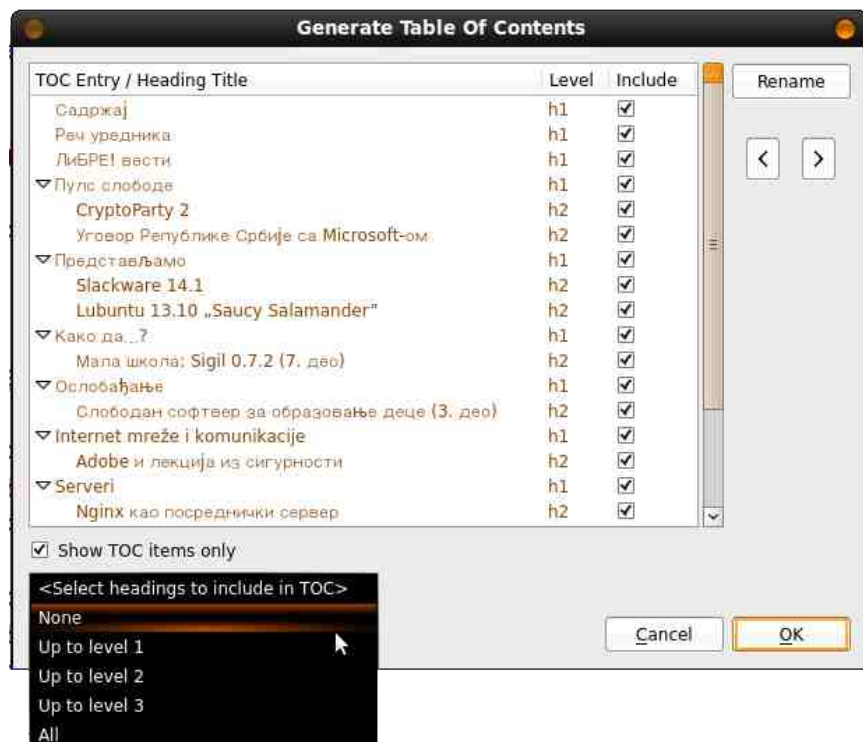 Generate Table Of Contents
TOC Entry / Heading Title Level Include
Rename
Садржај h1
Реч уредника h1
ЛиБРЕ! вести h1
< >
Пулс слободе h1
CryptoParty 2 h2
Уговор Републике Србије са Microsoft-ом h2
Представљамо h1
Slackware 14.1 h2
Lubuntu 13.10 „Saucy Salamander” h2
Како да...? h1
Мала школа: Sigil 0.7.2 (7. део) h2
Ослобађање h1
Слободан софтвер за образовање деце (3. део) h2
Internet mreže i komunikacije h1
Adobe и лекција из сигурности h2
Serveri h1
Nginx као посреднички сервер h2
Show TOC items only
<Select headings to include in TOC>
None
Up to level 1
Up to level 2
Up to level 3
All
Cancel OK